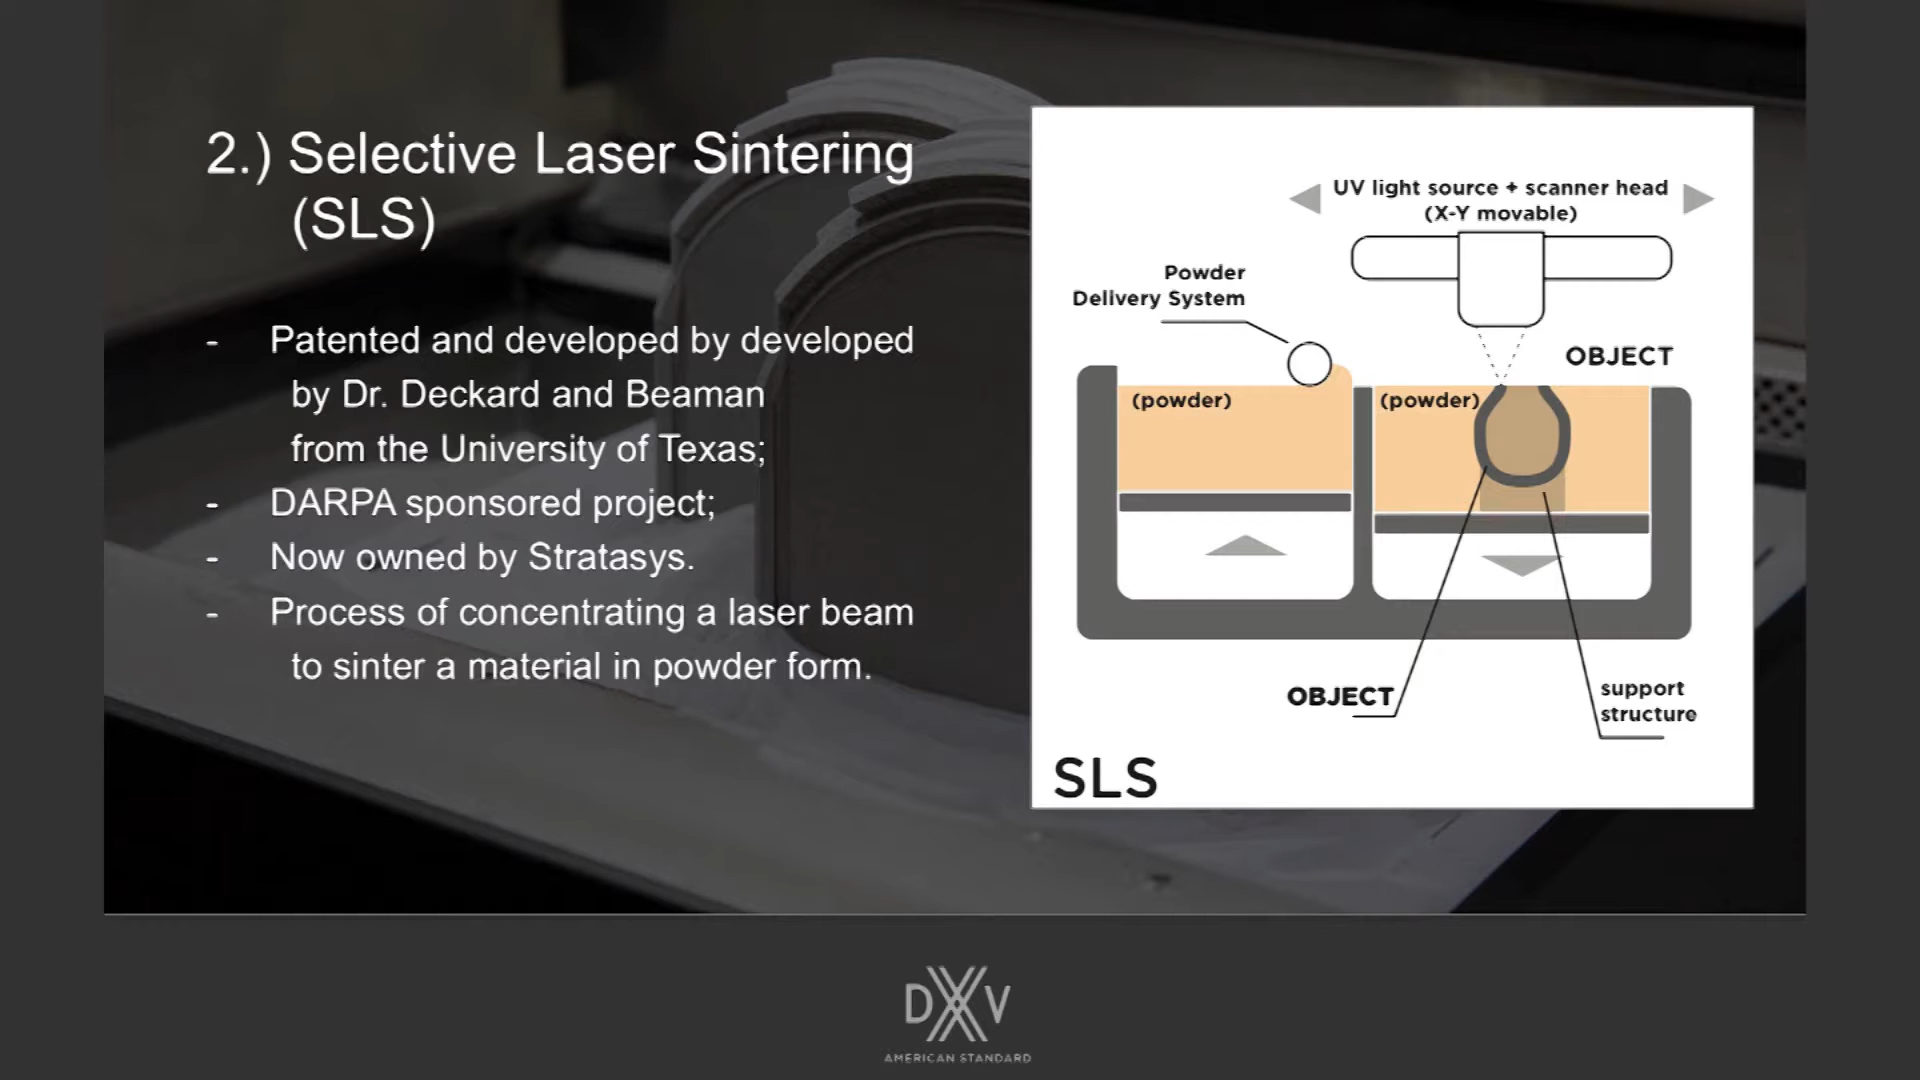 2.) Selective Laser Sintering
(SLS)
- Patented and developed by developed
by Dr. Deckard and Beaman
from the University of Texas;
- DARPA sponsored project;
- Now owned by Stratasys.
- Process of concentrating a laser beam
to sinter a material in powder form.
UV light source + scanner head
(X-Y movable)
Powder
Delivery System
OBJECT
(powder)
(powder)
OBJECT
support
structure
SLS
DXV
AMERICAN STANDARD